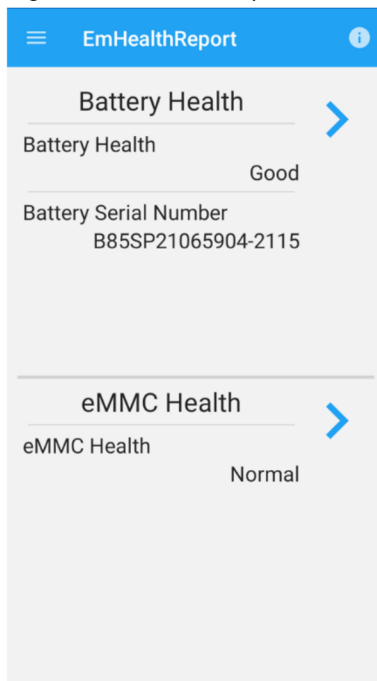 EmHealthReport
Battery Health
Battery Health
Good
Battery Serial Number
B85SP21065904-2115
eMMC Health
eMMC Health
Normal